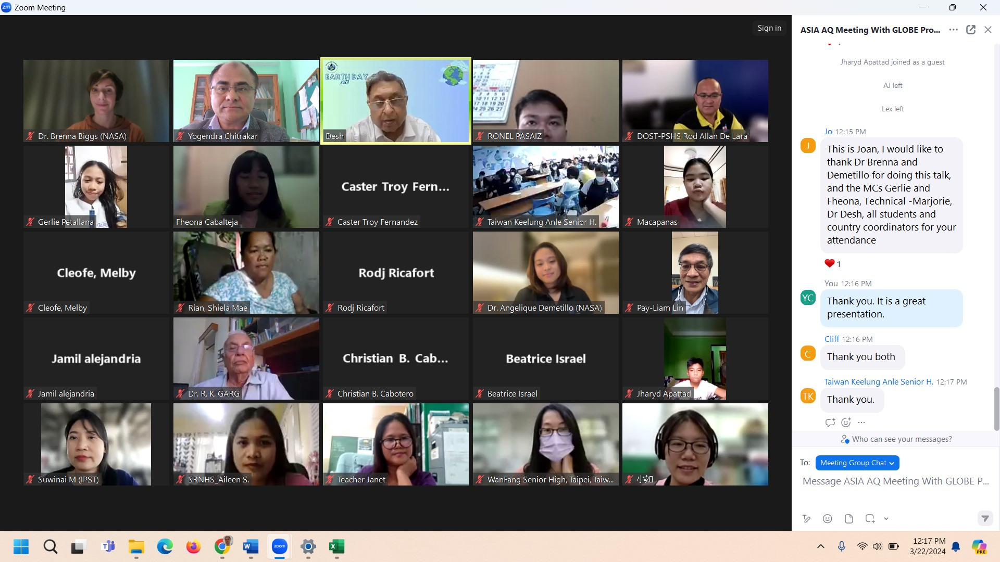 Zoom Meeting
Sign in
EARTH DAY
2024
Dr. Brenna Biggs (NASA)
Yogendra Chitrakar
Desh
RONEL PASAIZ
DOST-PSHS Rod Allan De Lara
Gerlie Petallana
Fheona Cabalteja
Caster Troy Fern...
Caster Troy Fernandez
Taiwan Keelung Anle Senior H.
Macapanas
Cleofe, Melby
Cleofe, Melby
Rian, Shiela Mae
Rodj Ricafort
Rodj Ricafort
Dr. Angelique Demetillo (NASA)
Pay-Liam Lin
Jamil alejandria
Jamil alejandria
Dr. R. K. GARG
Christian B. Cab...
Christian B. Cabotero
Beatrice Israel
Beatrice Israel
Jharyd Apattad
Suwinai M (IPST)
SRNHS_Aileen S.
Teacher Janet
WanFang Senior High, Taipei, Taiw...
小如
ASIA AQ Meeting With GLOBE Pro...
Jharyd Apattad joined as a guest
AJ left
Lex left
Jo 12:15 PM
J
This is Joan, I would like to
thank Dr Brenna and
Demetillo for doing this talk,
and the MCs Gerlie and
Fheona, Technical -Marjorie,
Dr Desh, all students and
country coordinators for your
attendance
1
You 12:16 PM
YC
Thank you. It is a great
presentation.
Cliff 12:16 PM
C
Thank you both
Taiwan Keelung Anle Senior H. 12:17 PM
TK
Thank you.
Who can see your messages?
To: Meeting Group Chat
Message ASIA AQ Meeting With GLOBE P...
zoom
12:17 PM
3/22/2024
PRE